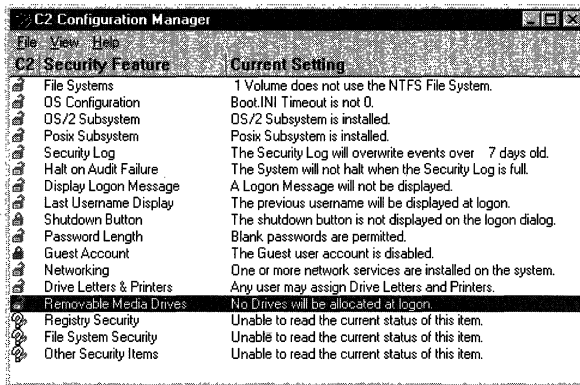 C2 Configuration Manager
File View Help
C2 Security Feature Current Setting
File Systems 1 Volume does not use the NTFS File System.
OS Configuration Boot.INI Timeout is not 0.
OS/2 Subsystem OS/2 Subsystem is installed.
Posix Subsystem Posix Subsystem is installed.
Security Log The Security Log will overwrite events over 7 days old.
Halt on Audit Failure The System will not halt when the Security Log is full.
Display Logon Message A Logon Message will not be displayed.
Last Username Display The previous username will be displayed at logon.
Shutdown Button The shutdown button is not displayed on the logon dialog.
Password Length Blank passwords are permitted.
Guest Account The Guest user account is disabled.
Networking One or more network services are installed on the system.
Drive Letters & Printers Any user may assign Drive Letters and Printers.
Removable Media Drives No Drives will be allocated at logon.
Registry Security Unable to read the current status of this item.
File System Security Unable to read the current status of this item.
Other Security Items Unable to read the current status of this item.